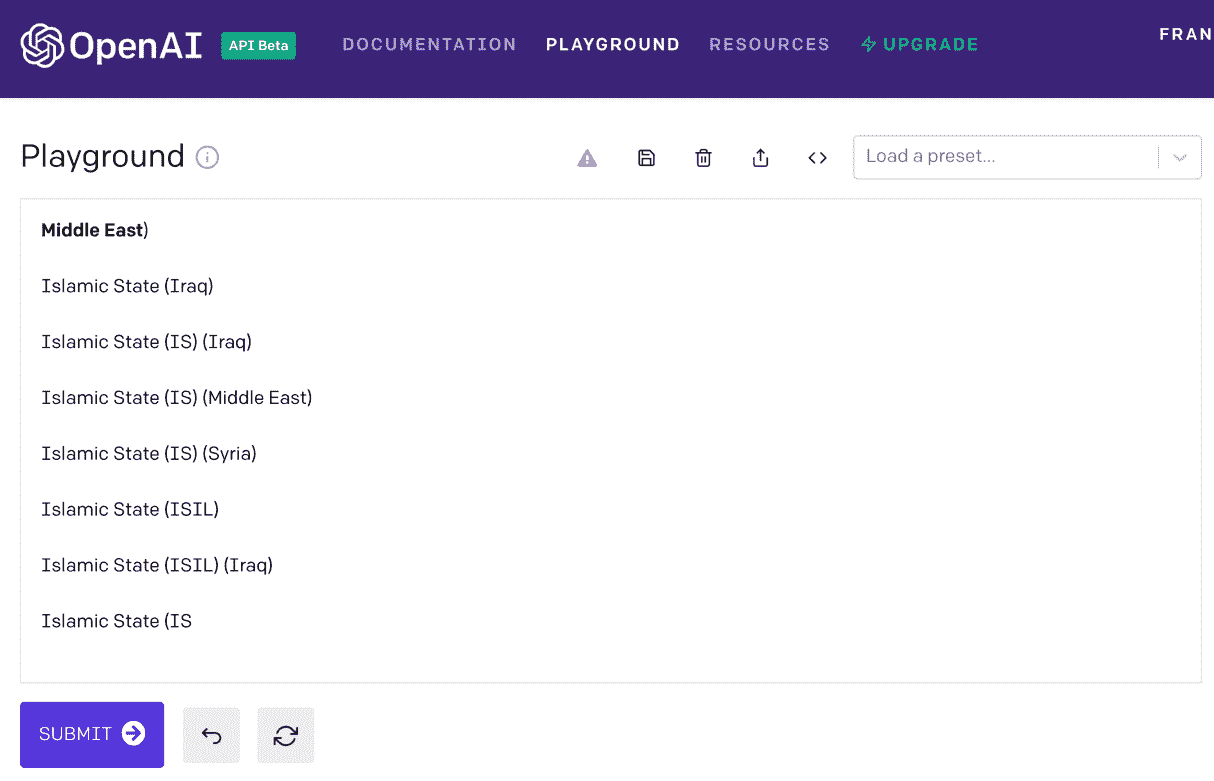 OpenAI API Beta DOCUMENTATION PLAYGROUND RESOURCES UPGRADE FRAN
Playground Load a preset...
Middle East)
Islamic State (Iraq)
Islamic State (IS) (Iraq)
Islamic State (IS) (Middle East)
Islamic State (IS) (Syria)
Islamic State (ISIL)
Islamic State (ISIL) (Iraq)
Islamic State (IS
SUBMIT